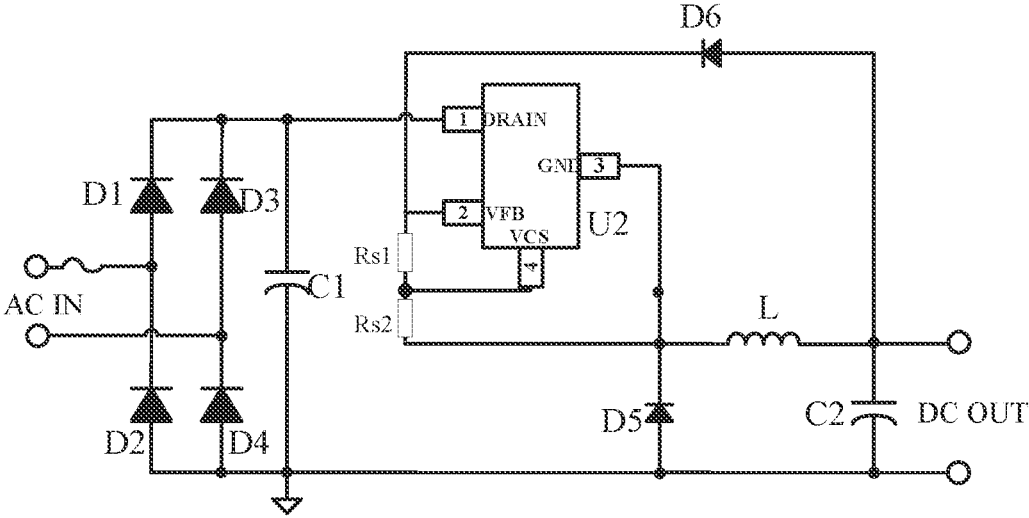 D6
1 DRAIN
GND 3
D1
D3
2 VFB
U2
VCS
Rs1
4
C1
AC IN
Rs2
L
D5
C2
DC OUT
D2
D4